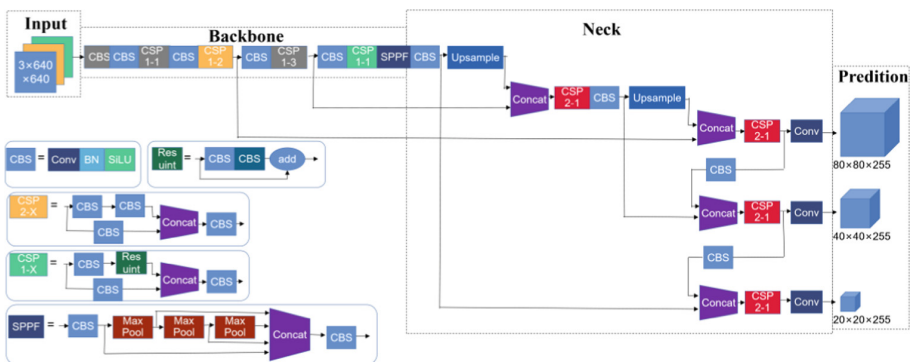 Input
3×640
×640
Backbone
CBS
CBS
CSP
1-1
CBS
CSP
1-2
CBS
CSP
1-3
CBS
CSP
1-1
SPPF
CBS
Neck
Upsample
Concat
CSP
2-1
CBS
Upsample
Concat
CSP
2-1
Conv
CBS
Concat
CSP
2-1
Conv
CBS
Concat
CSP
2-1
Conv
Predition
80×80×255
40×40×255
20×20×255
CBS = Conv BN SiLU
Res
uint
=
CBS
CBS
add
CSP
2-X
=
CBS
CBS
CBS
Concat
CBS
CSP
1-X
=
CBS
Res
uint
CBS
Concat
CBS
SPPF
=
CBS
Max
Pool
Max
Pool
Max
Pool
Concat
CBS